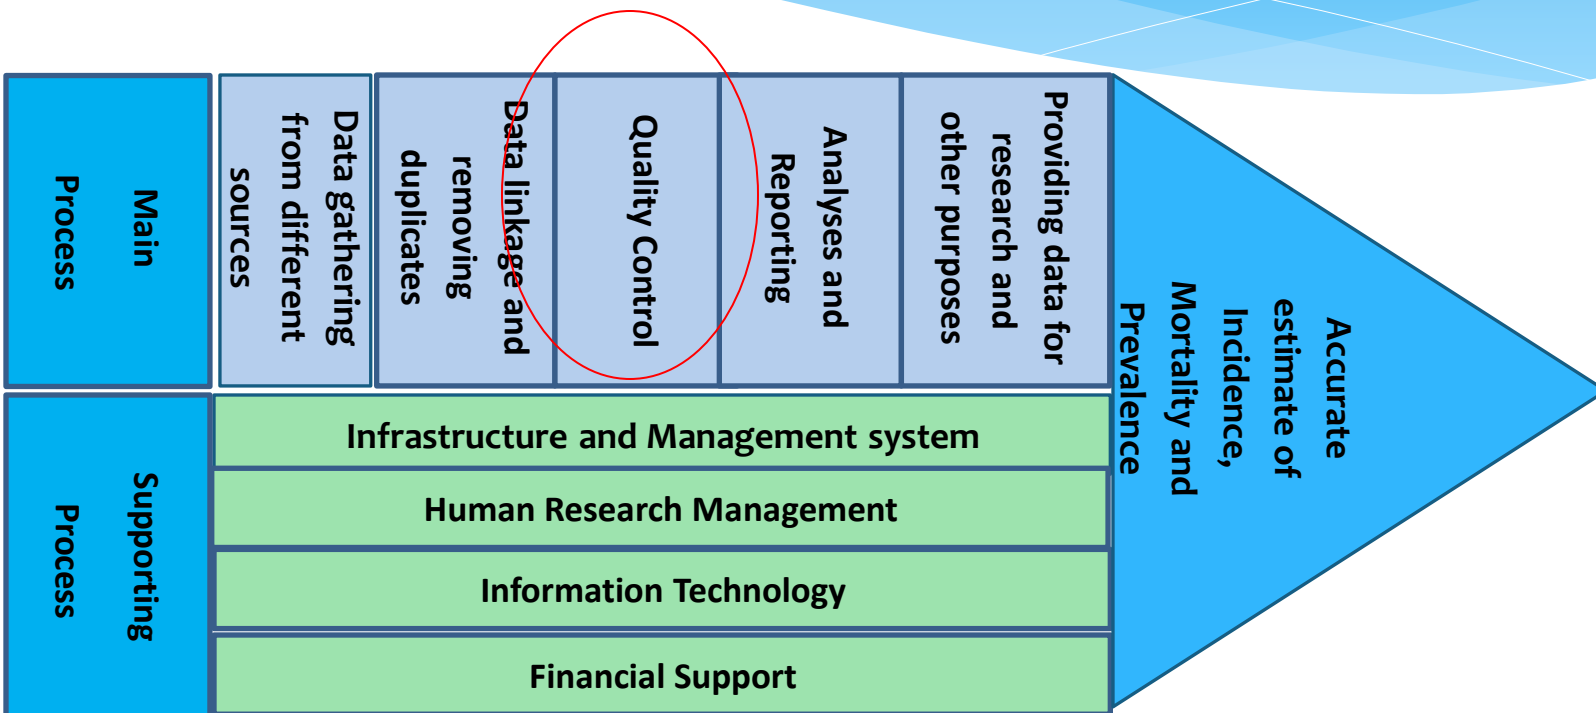 Main
Process
Data gathering
from different
sources
Data linkage and
removing
duplicates
Quality Control
Analyses and
Reporting
Providing data for
research and
other purposes
Accurate
estimate of
Incidence,
Mortality and
Prevalence
Supporting
Process
Infrastructure and Management system
Human Research Management
Information Technology
Financial Support